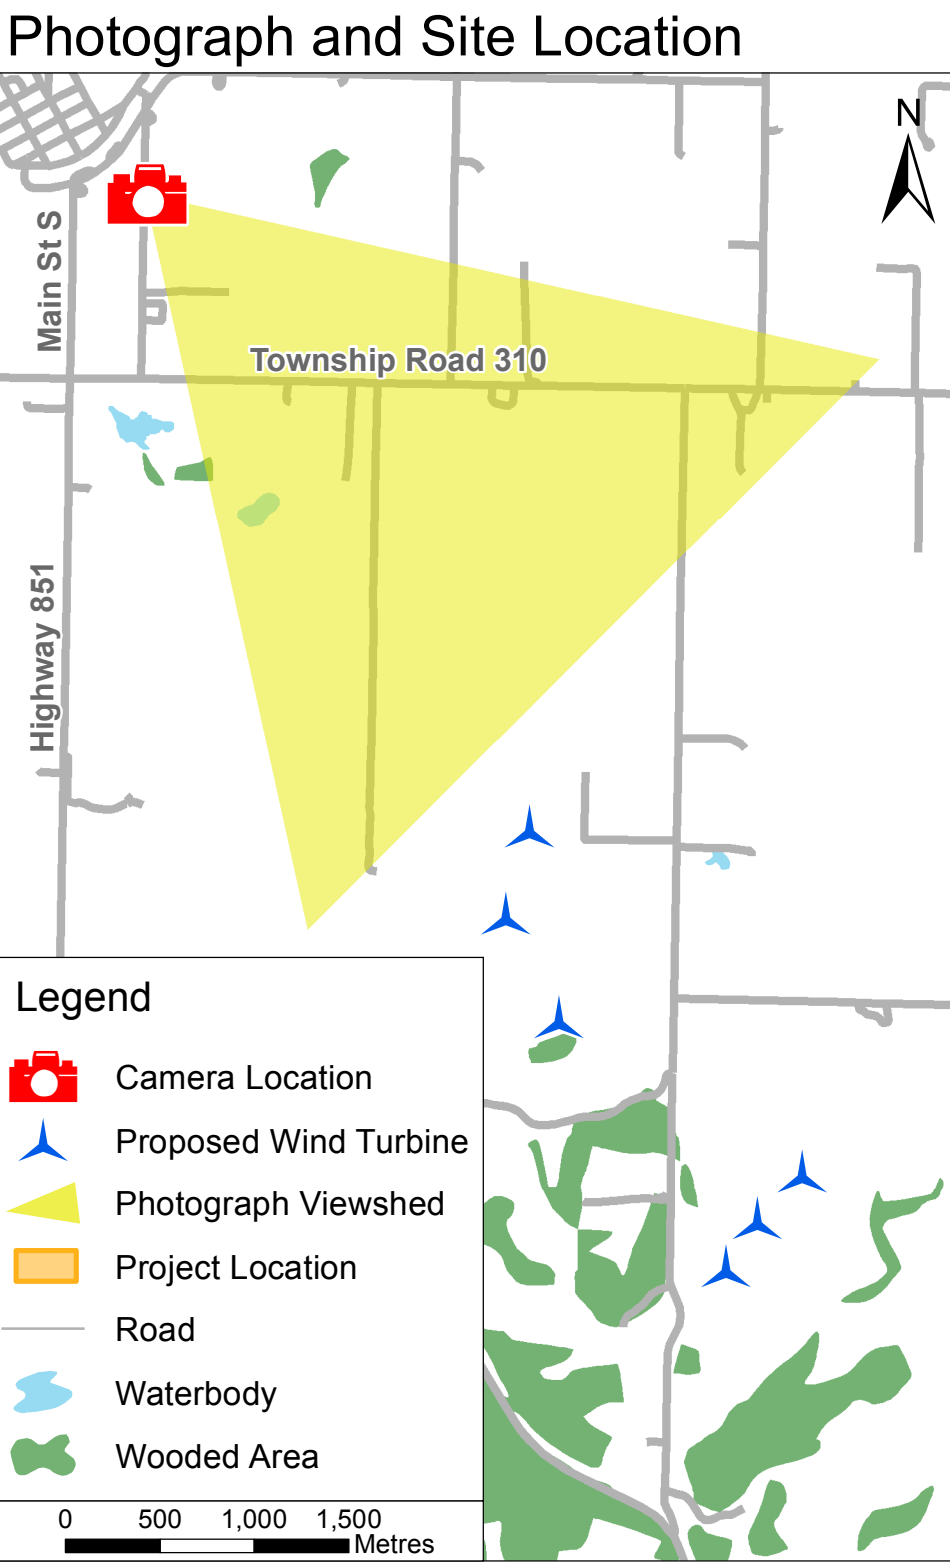 Photograph and Site Location
N
Main St S
Township Road 310
Highway 851
Legend
Camera Location
Proposed Wind Turbine
Photograph Viewshed
Project Location
Road
Waterbody
Wooded Area
0 500 1,000 1,500
Metres